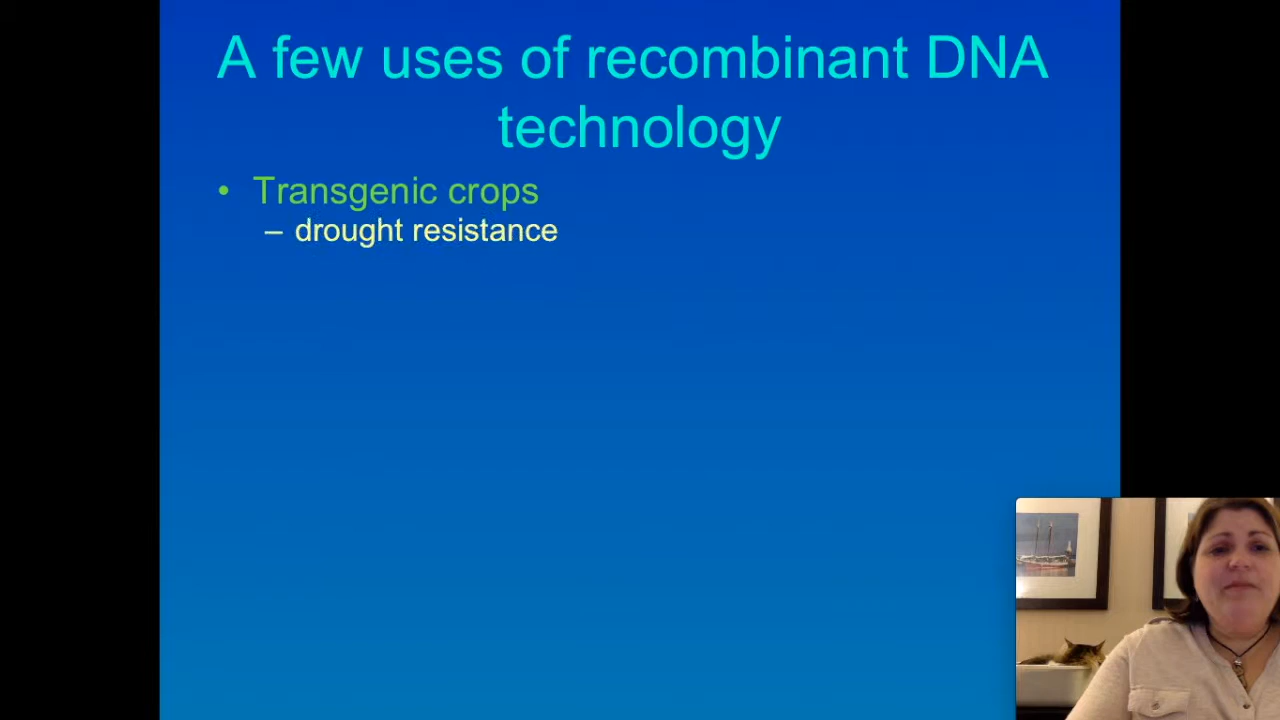 A few uses of recombinant DNA
technology
• Transgenic crops
– drought resistance